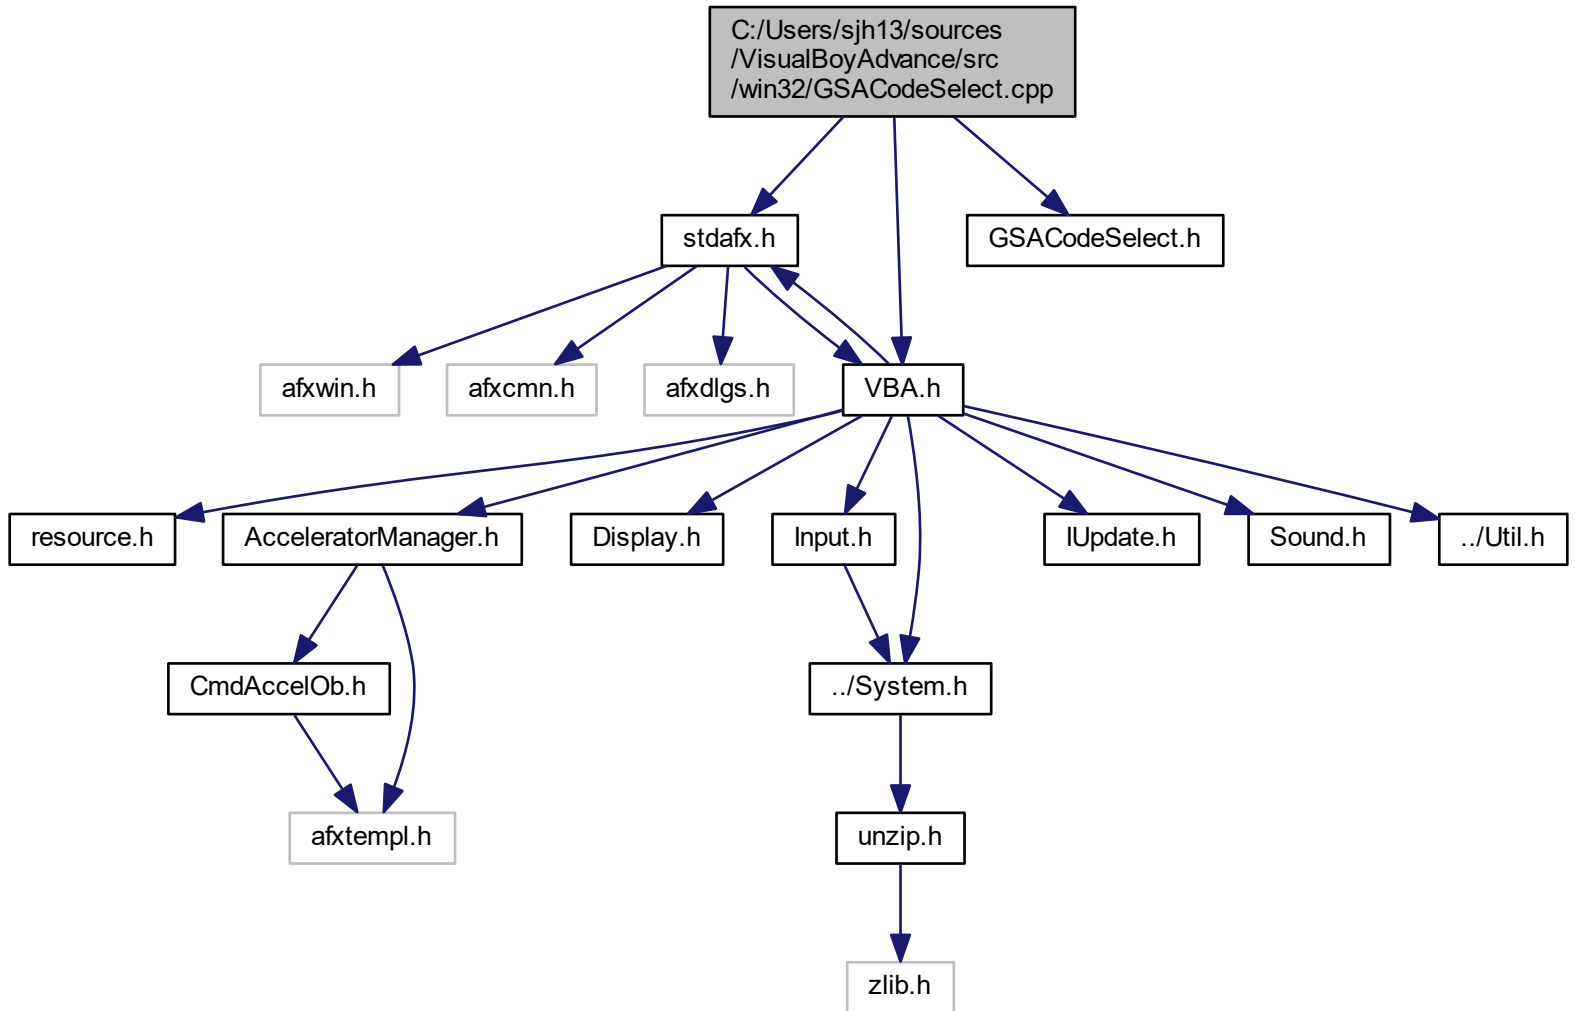 C:/Users/sjh13/sources
/VisualBoyAdvance/src
/win32/GSACodeSelect.cpp
stdafx.h
GSACodeSelect.h
afxwin.h
afxcmn.h
afxdlgs.h
VBA.h
resource.h
AcceleratorManager.h
Display.h
Input.h
IUpdate.h
Sound.h
../Util.h
CmdAccelOb.h
../System.h
afxtempl.h
unzip.h
zlib.h